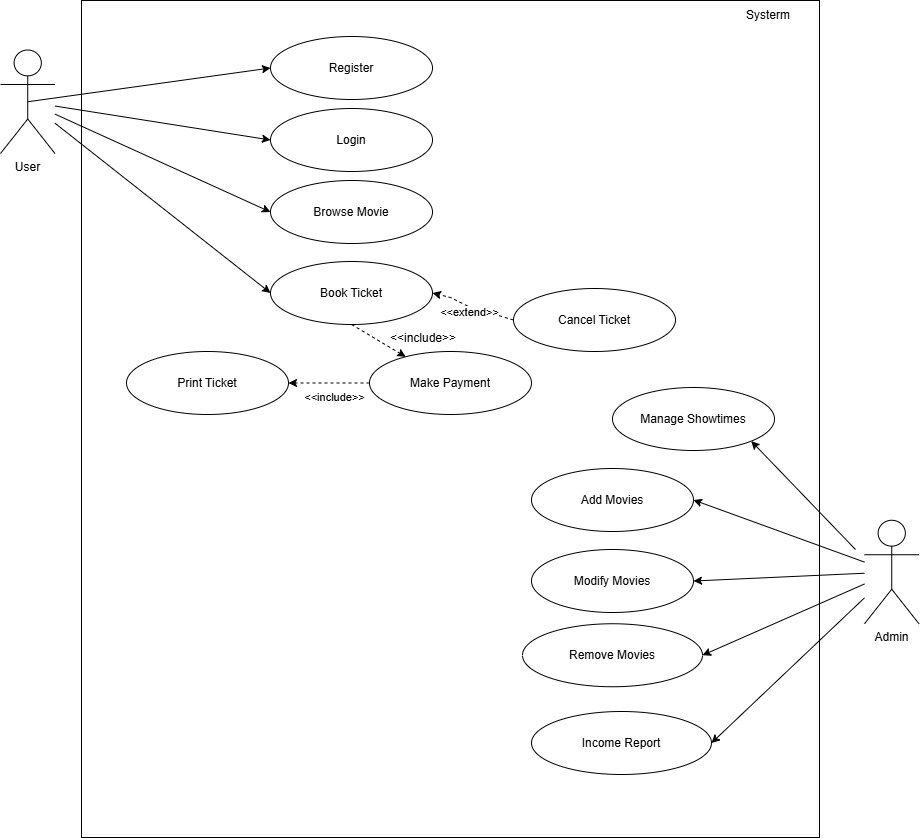 Systerm
Register
Login
User
Browse Movie
Book Ticket
<<extend>>
Cancel Ticket
<<include>>
Print Ticket
Make Payment
<<include>>
Manage Showtimes
Add Movies
Modify Movies
Admin
Remove Movies
Income Report